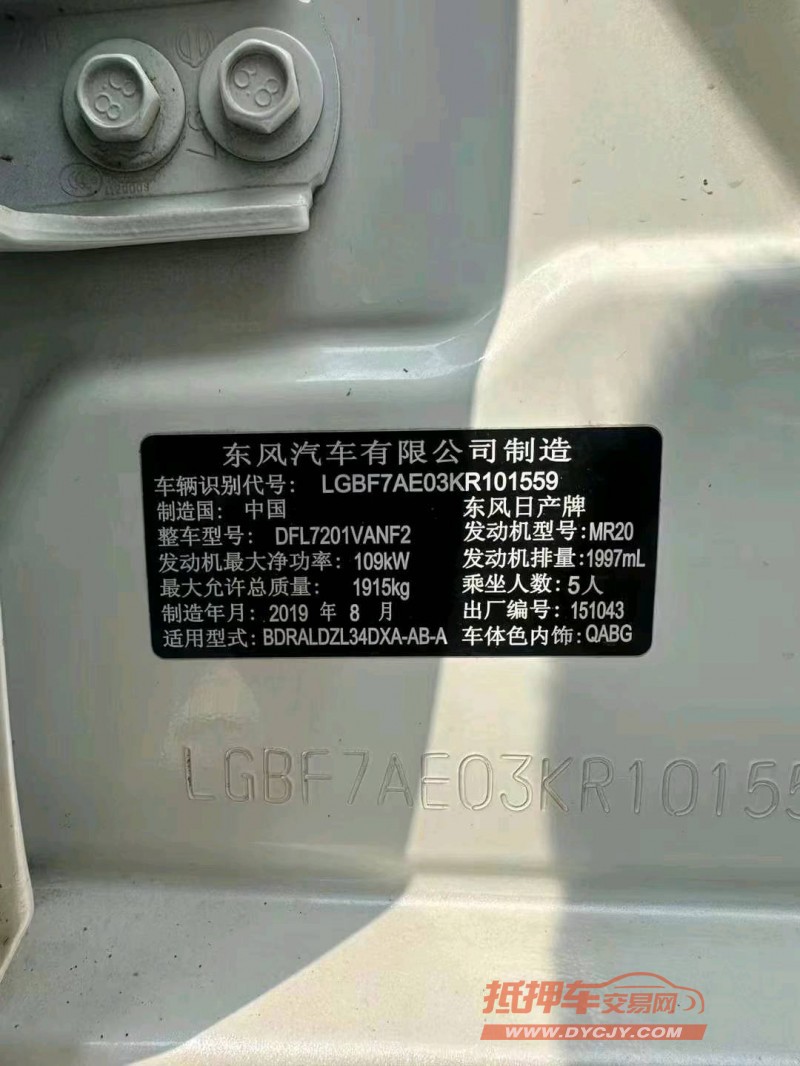 8.8
8.8
东风汽车有限公司制造
车辆识别代号: LGBF7AE03KR101559
制造国: 中国 东风日产牌
整车型号: DFL7201VANF2 发动机型号: MR20
发动机最大净功率: 109kW 发动机排量: 1997mL
最大允许总质量: 1915kg 乘坐人数: 5人
制造年月: 2019 年 8 月 出厂编号: 151043
适用型式: BDRALDZL34DXA-AB-A 车体色内饰: QABG
LGBF7AE03KR10155
抵押车交易网
WWW.DYCJY.COM